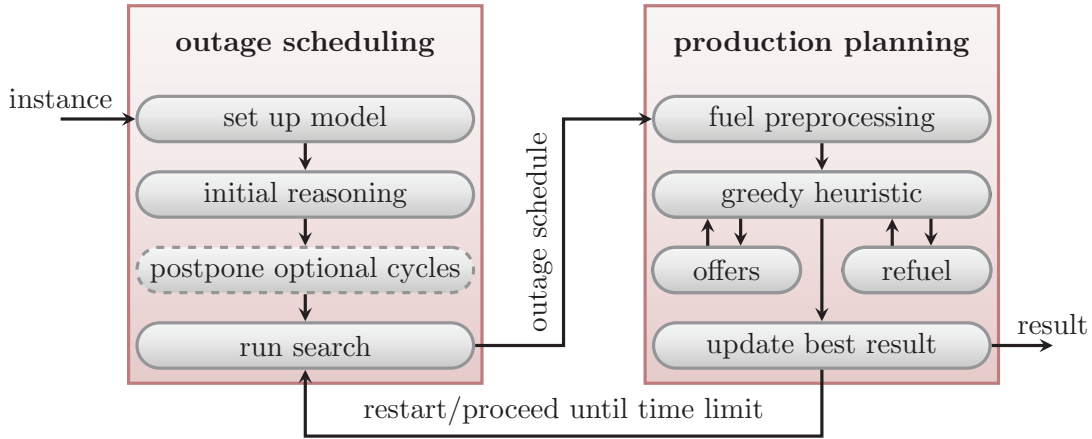 outage scheduling
instance
set up model
initial reasoning
postpone optional cycles
run search
outage schedule
production planning
fuel preprocessing
greedy heuristic
offers
refuel
update best result
result
restart/proceed until time limit